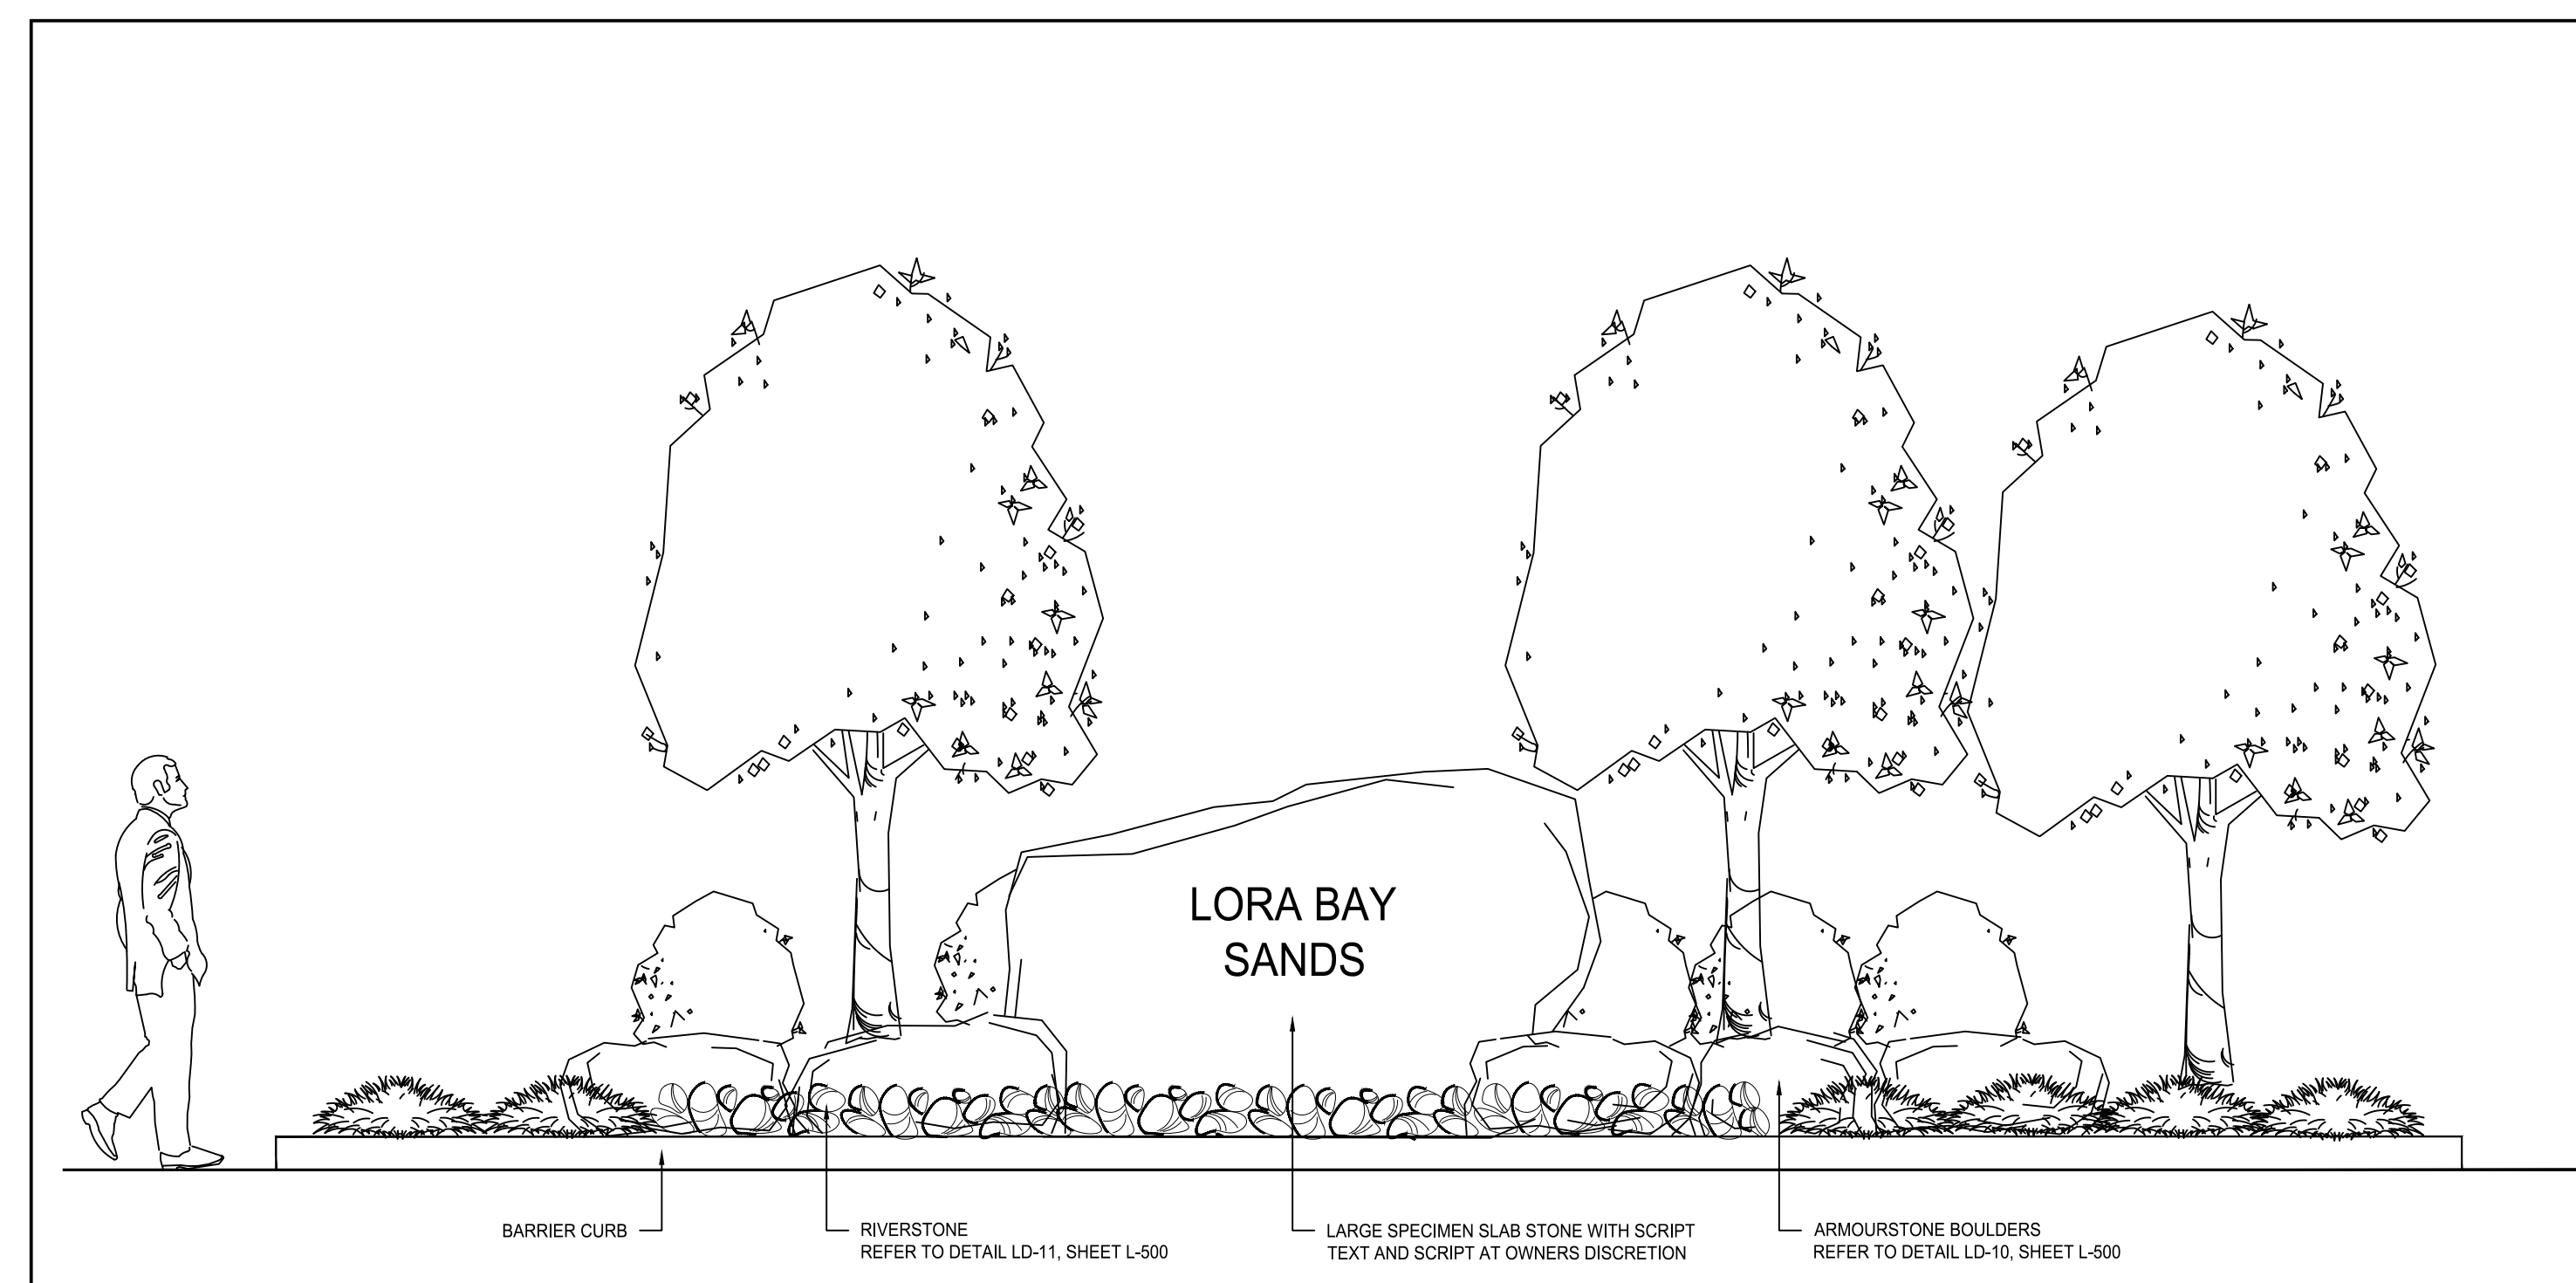 LORA BAY
SANDS
BARRIER CURB
RIVERSTONE
REFER TO DETAIL LD-11, SHEET L-500
LARGE SPECIMEN SLAB STONE WITH SCRIPT
TEXT AND SCRIPT AT OWNERS DISCRETION
ARMOURSTONE BOULDERS
REFER TO DETAIL LD-10, SHEET L-500